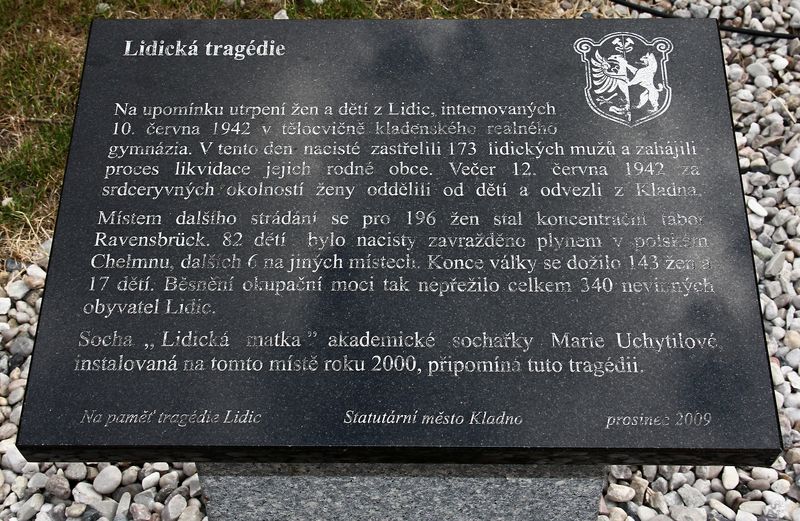 Lidická tragédie
Na upomínku utrpení žen a dětí z Lidic, internovaných
10. června 1942 v tělocvičně kladenského reálného
gymnázia. V tento den nacisté zastřelili 173 lidických mužů a zahájili
proces likvidace jejich rodné obce. Večer 12. června 1942 za
srdceryvných okolností ženy oddělili od dětí a odvezli z Kladna.
Místem dalšího strádání se pro 196 žen stal koncentrační tábor
Ravensbrück. 82 dětí bylo nacisty zavražděno plynem v polském
Chełmnu, dalších 6 na jiných místech. Konce války se dožilo 143 žen a
17 dětí. Běsnění okupační moci tak nepřežilo celkem 340 nevinných
obyvatel Lidic.
Socha „Lidická matka" akademické sochařky Marie Uchytilové,
instalovaná na tomto místě roku 2000, připomíná tuto tragédii.
Na paměť tragédie Lidic Statutární město Kladno prosinec 2009